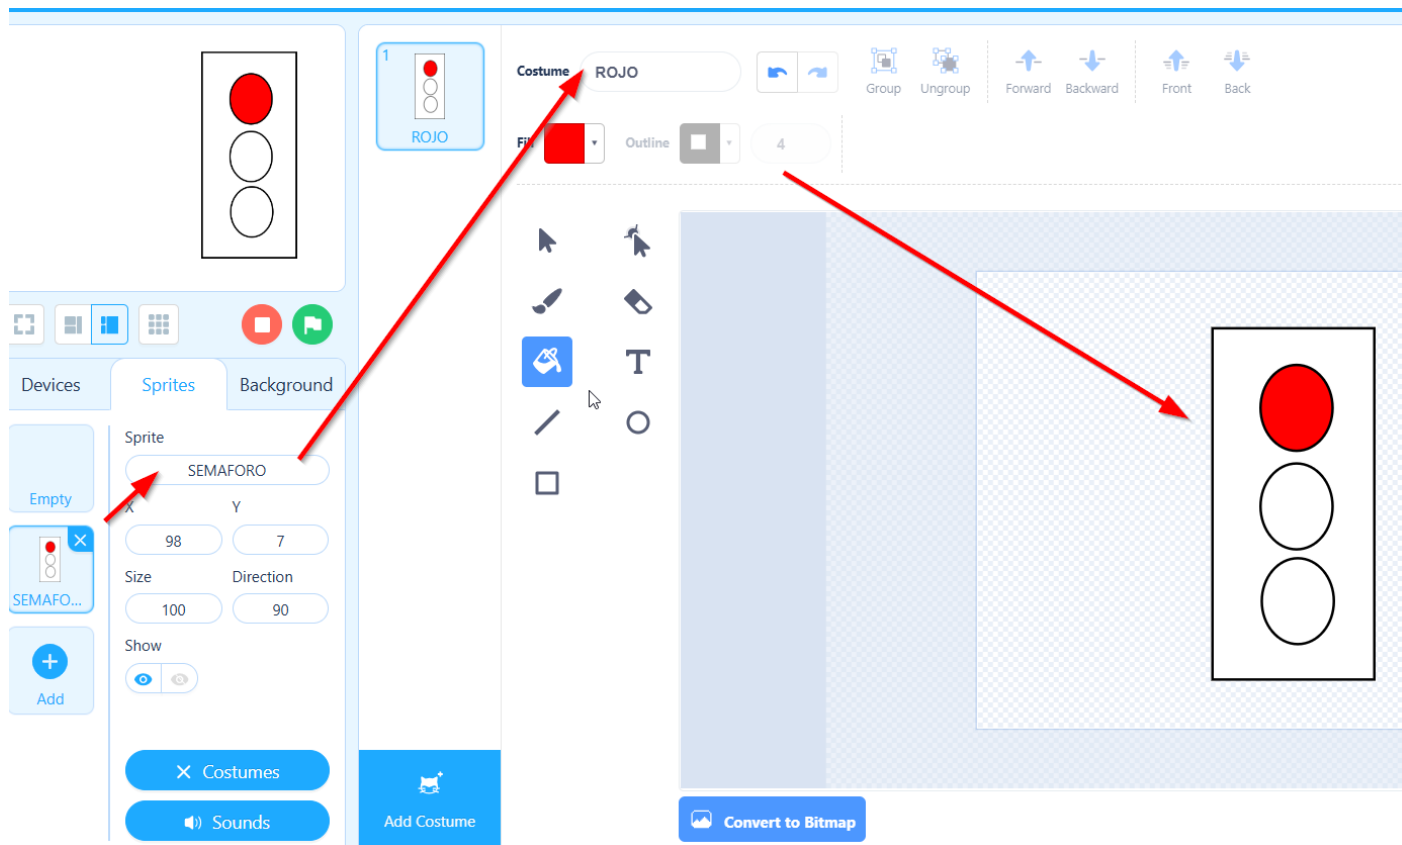 1
ROJO
Costume
ROJO
Group
Ungroup
Forward
Backward
Front
Back
Fill
Outline
4
Devices
Sprites
Background
Sprite
SEMAFORO
X
Y
98
7
Size
Direction
100
90
Show
Empty
SEMAFO...
Add
Costumes
Sounds
Add Costume
Convert to Bitmap